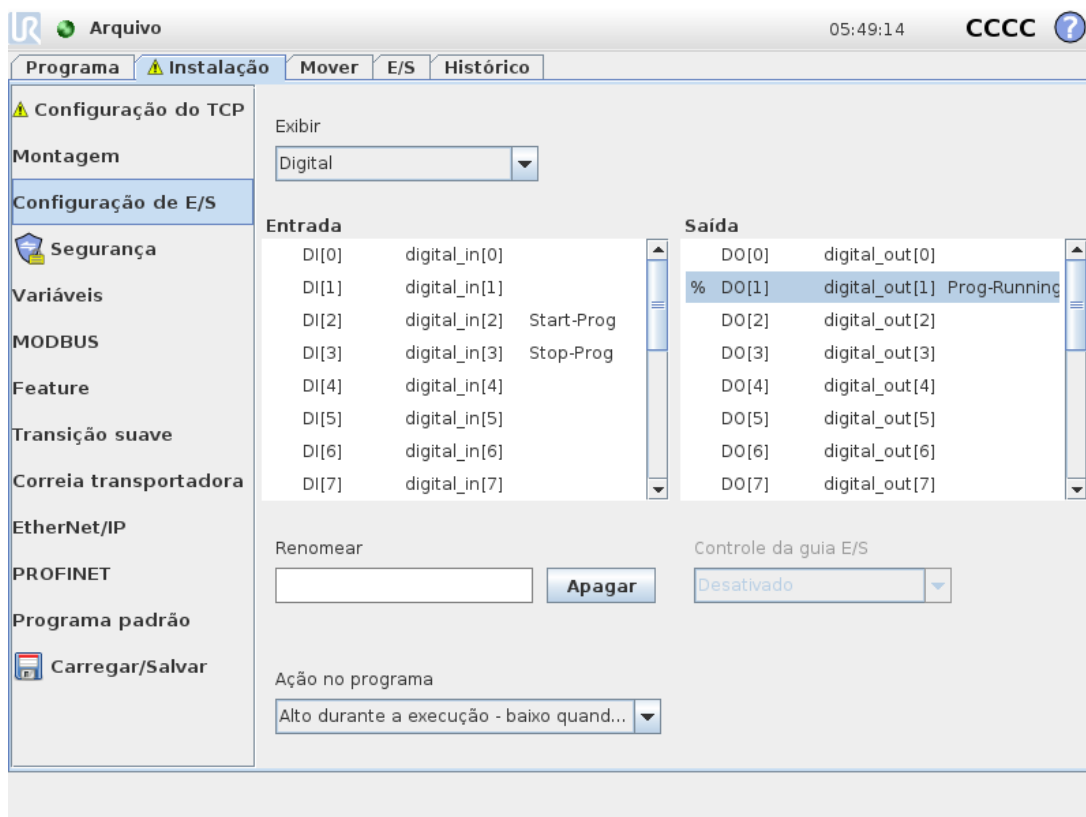 UR Arquivo 05:49:14 CCCC ?
Programa Instalação Mover E/S Histórico
Configuração do TCP
Montagem
Configuração de E/S
Segurança
Variáveis
MODBUS
Feature
Transição suave
Correia transportadora
EtherNet/IP
PROFINET
Programa padrão
Carregar/Salvar
Exibir
Digital
Entrada
DI[0] digital_in[0]
DI[1] digital_in[1]
DI[2] digital_in[2] Start-Prog
DI[3] digital_in[3] Stop-Prog
DI[4] digital_in[4]
DI[5] digital_in[5]
DI[6] digital_in[6]
DI[7] digital_in[7]
Saída
DO[0] digital_out[0]
% DO[1] digital_out[1] Prog-Running
DO[2] digital_out[2]
DO[3] digital_out[3]
DO[4] digital_out[4]
DO[5] digital_out[5]
DO[6] digital_out[6]
DO[7] digital_out[7]
Renomear
Apagar
Controle da guia E/S
Desativado
Ação no programa
Alto durante a execução - baixo quand...